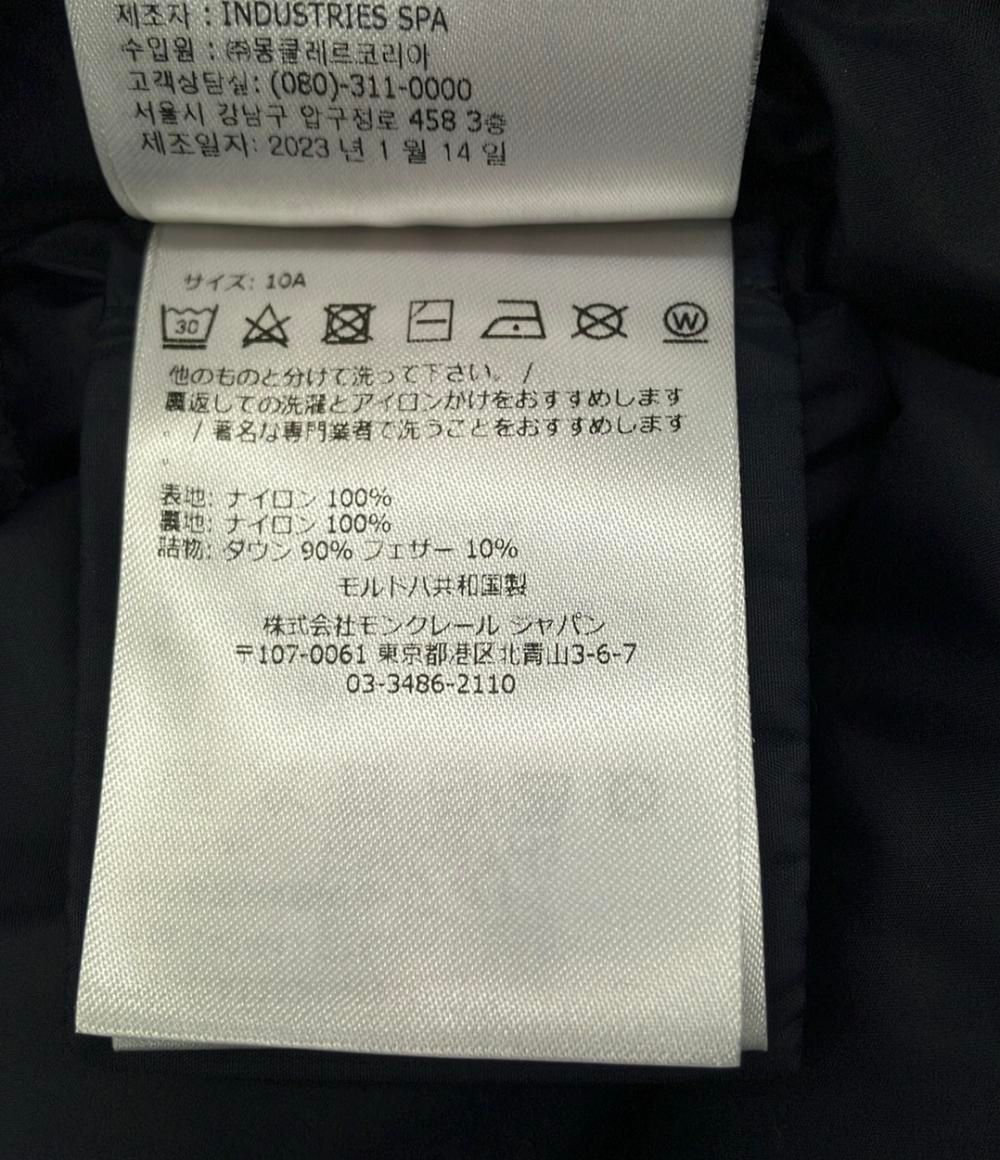 제조자 : INDUSTRIES SPA
수입원 : ㈜몽클레르코리아
고객상담실: (080)-311-0000
서울시 강남구 압구정로 458 3층
제조일자: 2023 년 1 월 14 일
サイズ: 10A
30
W
他のものと分けて洗って下さい。 /
裏返しての洗濯とアイロンかけをおすすめします
。 / 著名な専門業者で洗うことをおすすめします
。
表地: ナイロン 100%
裏地: ナイロン 100%
詰物: ダウン 90% フェザー 10%
モルドバ共和国製
株式会社モンクレール ジャパン
〒107-0061 東京都港区北青山3-6-7
03-3486-2110